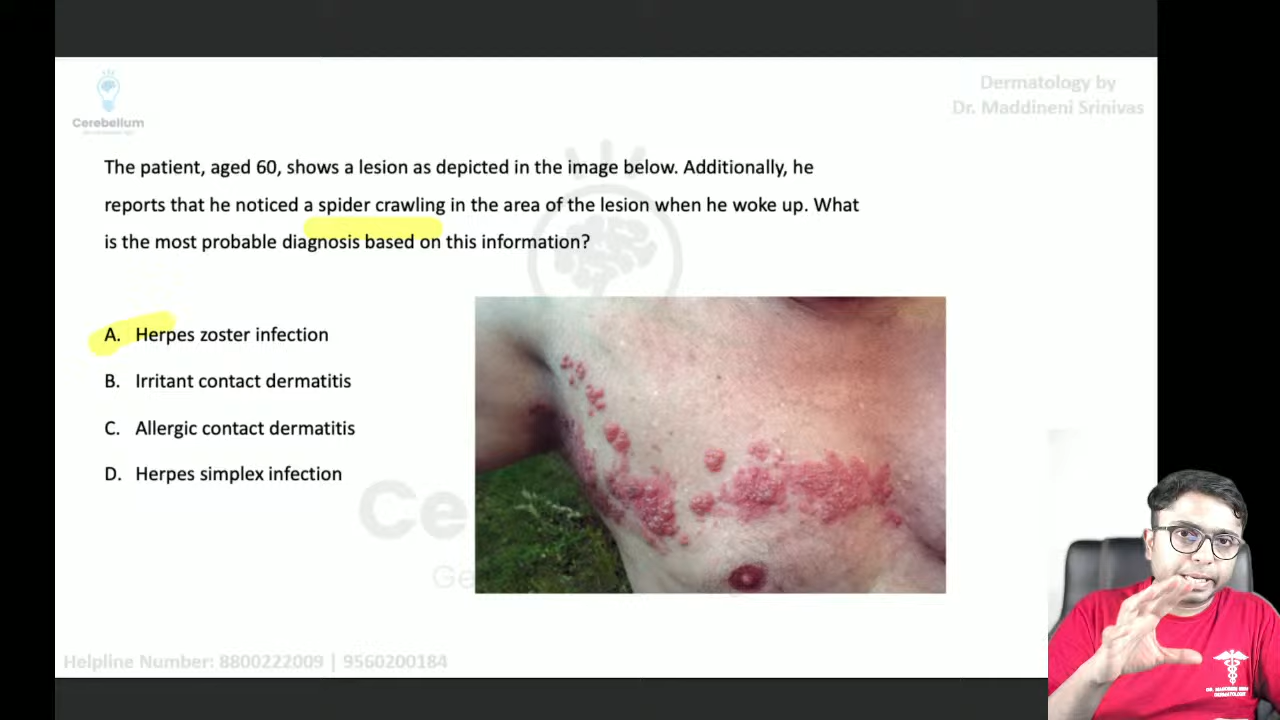 Cerebellum
Dermatology by
Dr. Maddineni Srinivas
The patient, aged 60, shows a lesion as depicted in the image below. Additionally, he
reports that he noticed a spider crawling in the area of the lesion when he woke up. What
is the most probable diagnosis based on this information?
A. Herpes zoster infection
B. Irritant contact dermatitis
C. Allergic contact dermatitis
D. Herpes simplex infection
Ce
Ge
Helpline Number: 8800222009 | 9560200184
DERMATOLOGY